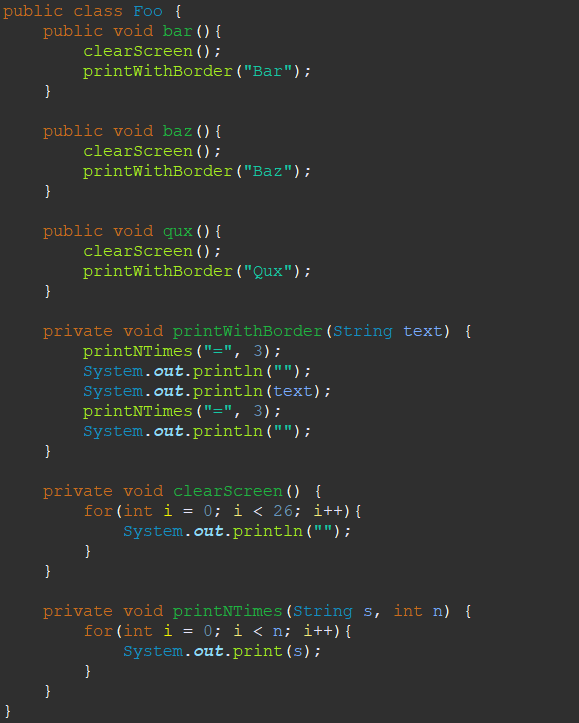 public class Foo {
    public void bar(){
        clearScreen();
        printWithBorder("Bar");
    }

    public void baz(){
        clearScreen();
        printWithBorder("Baz");
    }

    public void qux(){
        clearScreen();
        printWithBorder("Qux");
    }

    private void printWithBorder(String text) {
        printNTimes("=", 3);
        System.out.println("");
        System.out.println(text);
        printNTimes("=", 3);
        System.out.println("");
    }

    private void clearScreen() {
        for(int i = 0; i < 26; i++){
            System.out.println("");
        }
    }

    private void printNTimes(String s, int n) {
        for(int i = 0; i < n; i++){
            System.out.print(s);
        }
    }
}